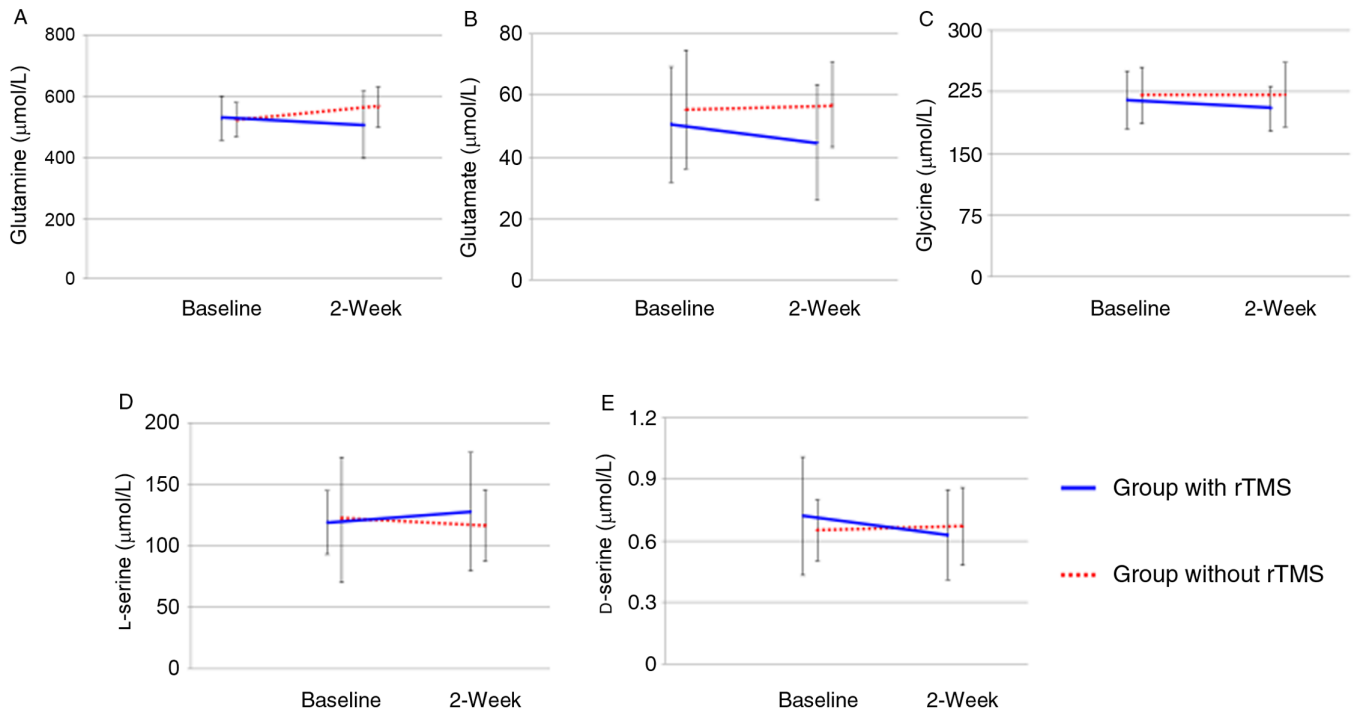 A
Glutamine (μmol/L)
800
600
400
200
0
Baseline
2-Week
B
Glutamate (μmol/L)
80
60
40
20
0
Baseline
2-Week
C
Glycine (μmol/L)
300
225
150
75
0
Baseline
2-Week
D
L-serine (μmol/L)
200
150
100
50
0
Baseline
2-Week
E
D-serine (μmol/L)
1.2
0.9
0.6
0.3
0
Baseline
2-Week
Group with rTMS
Group without rTMS